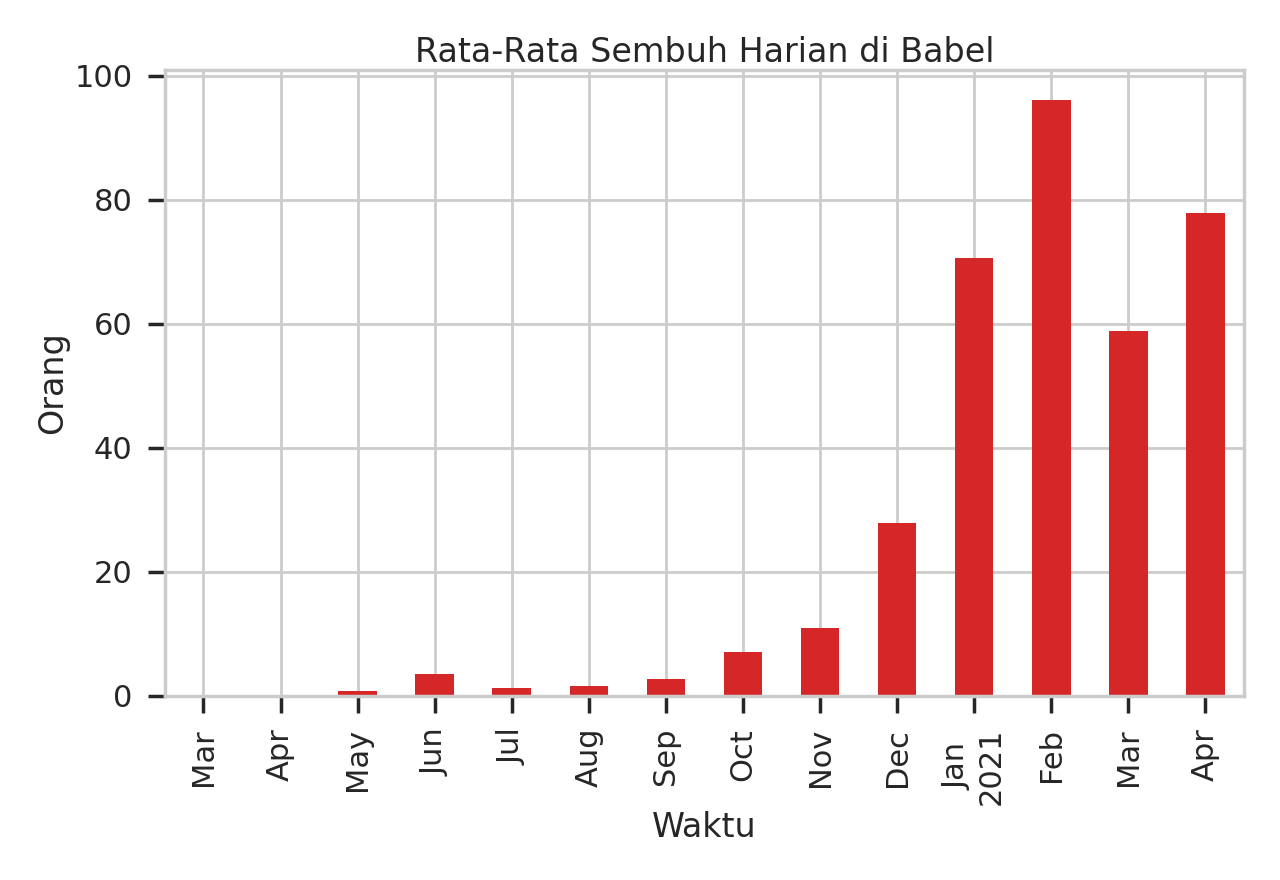 Rata-Rata Sembuh Harian di Babel
100
80
60
40
20
0
Orang
Mar
Apr
May
Jun
Jul
Aug
Sep
Oct
Nov
Dec
Jan
2021
Feb
Mar
Apr
Waktu